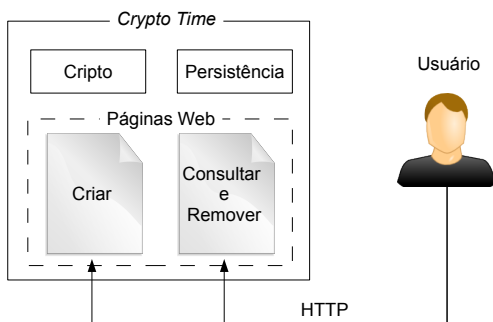 Crypto Time
Cripto
Persistência
Usuário
Páginas Web
Criar
Consultar
e
Remover
HTTP